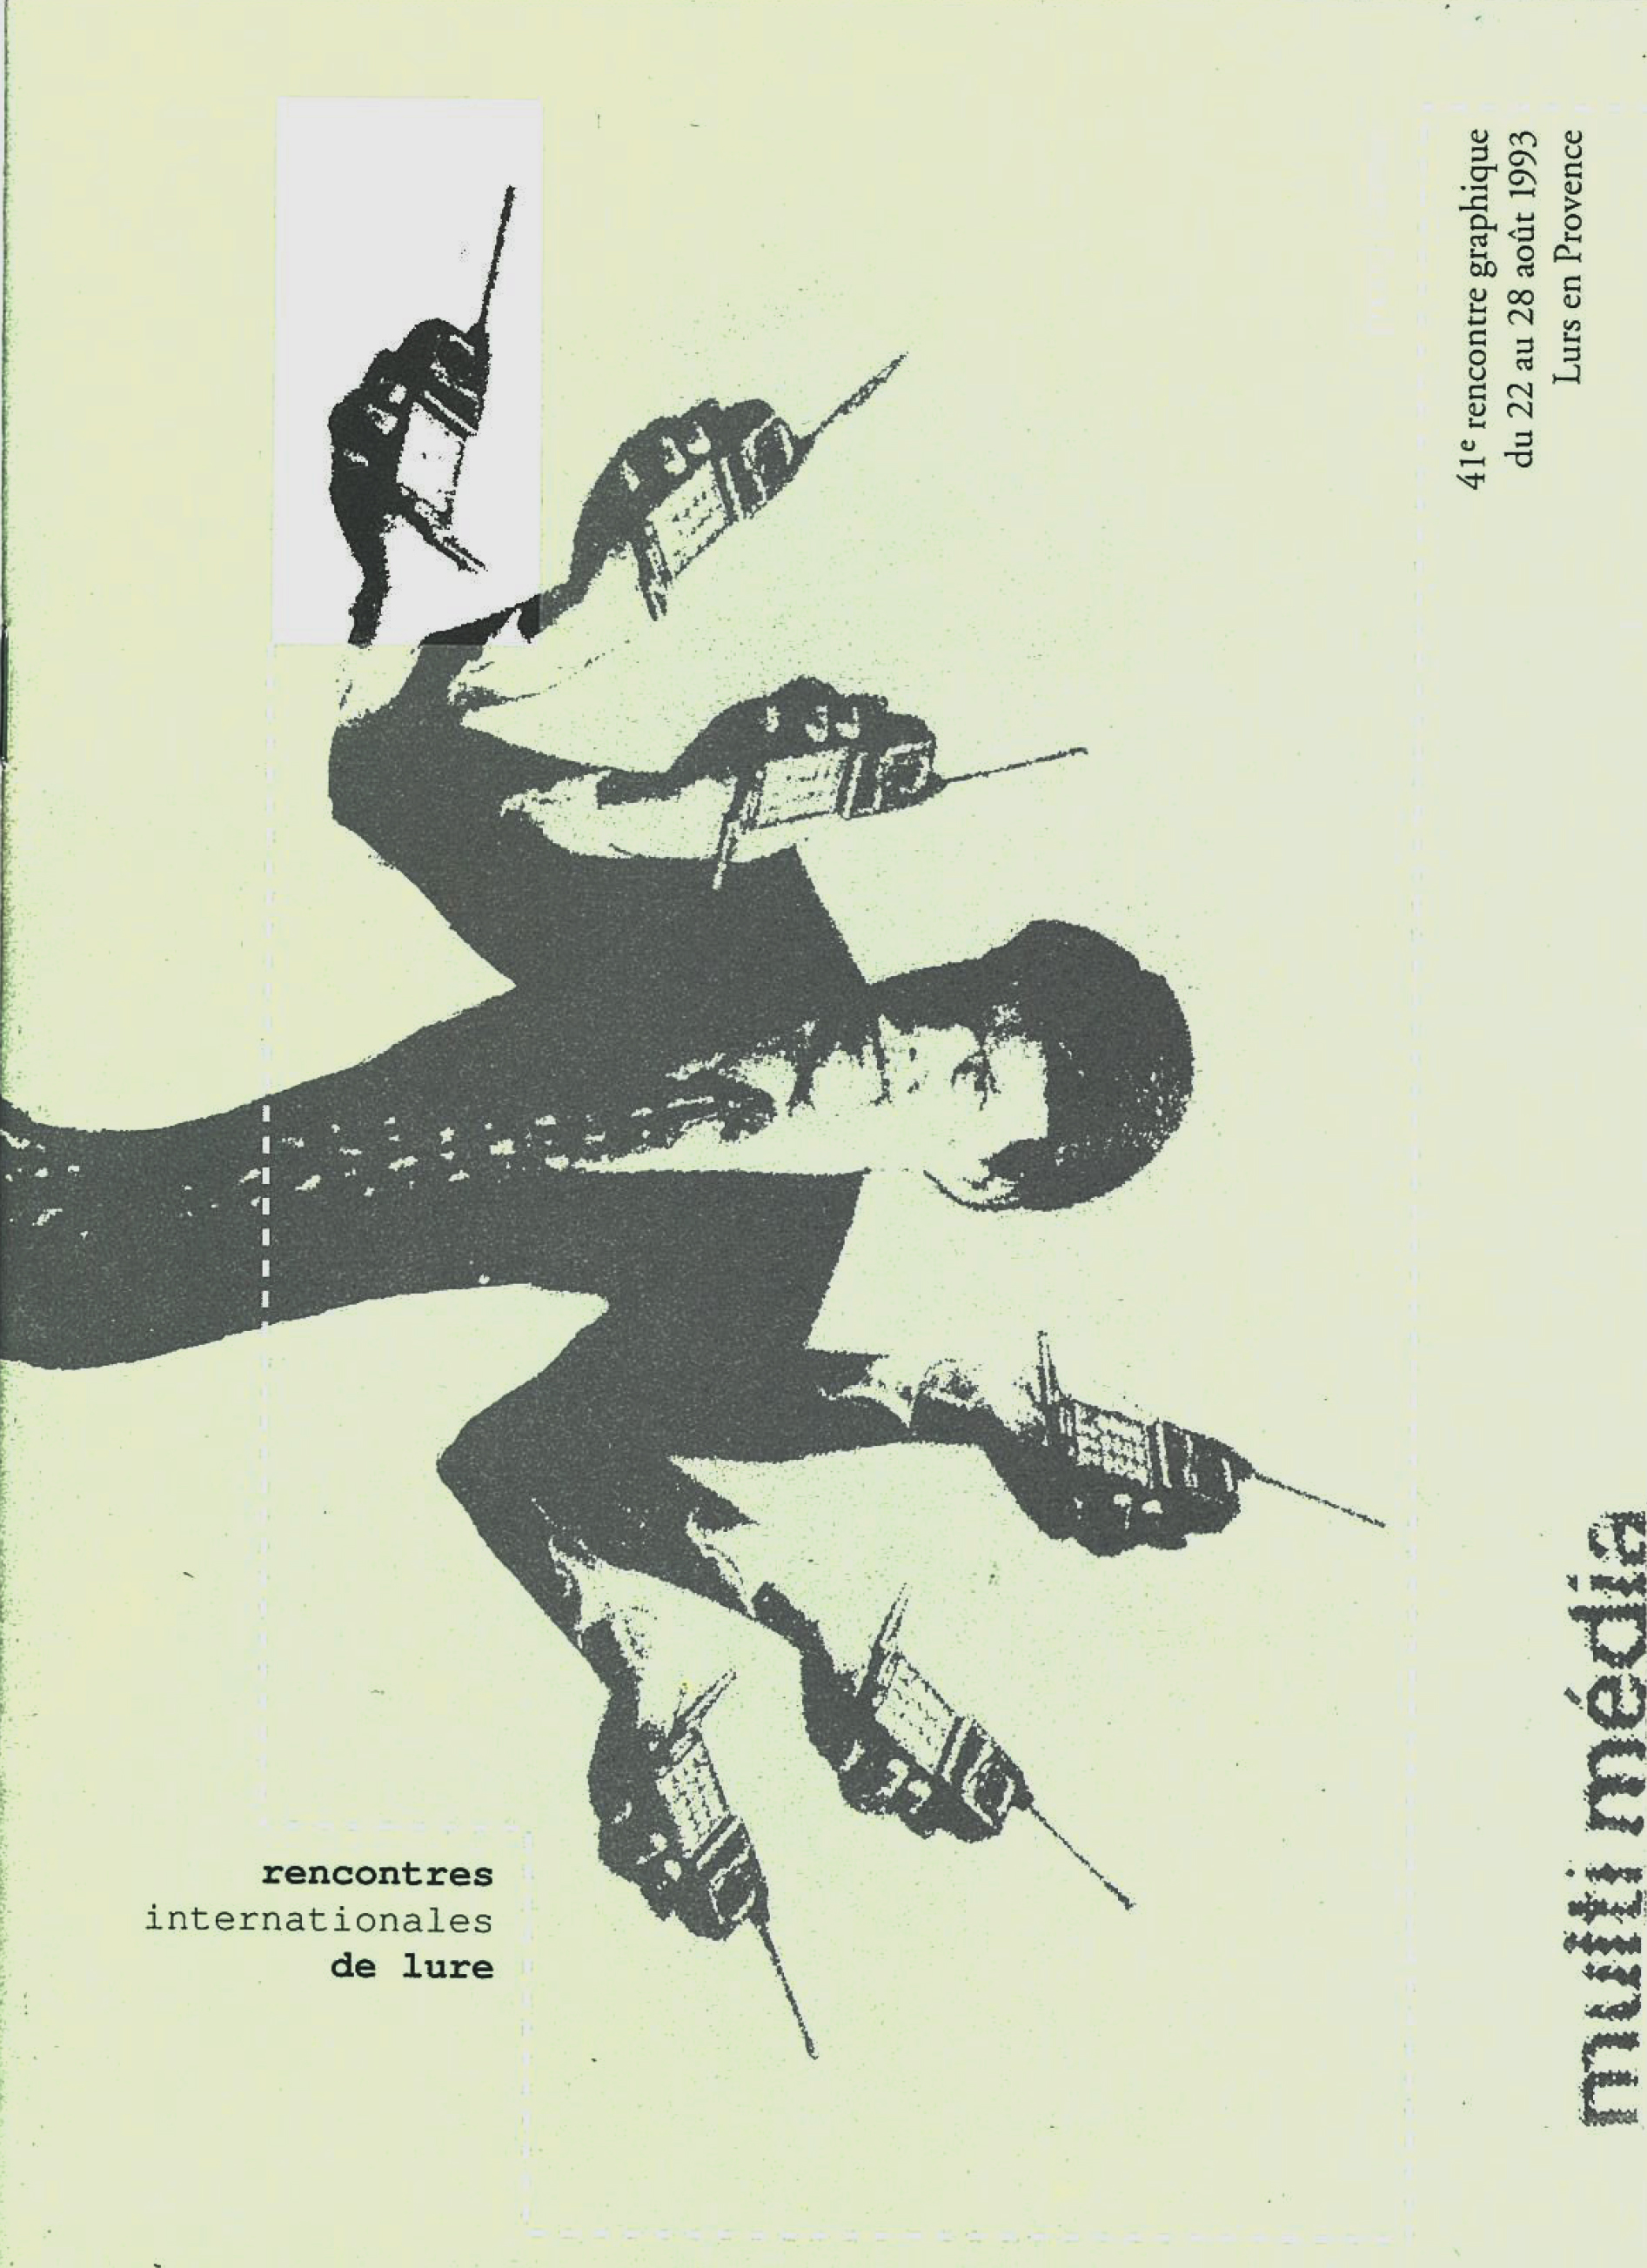 41e rencontre graphique
du 22 au 28 août 1993
Lurs en Provence
multi média
rencontres
internationales
de lure